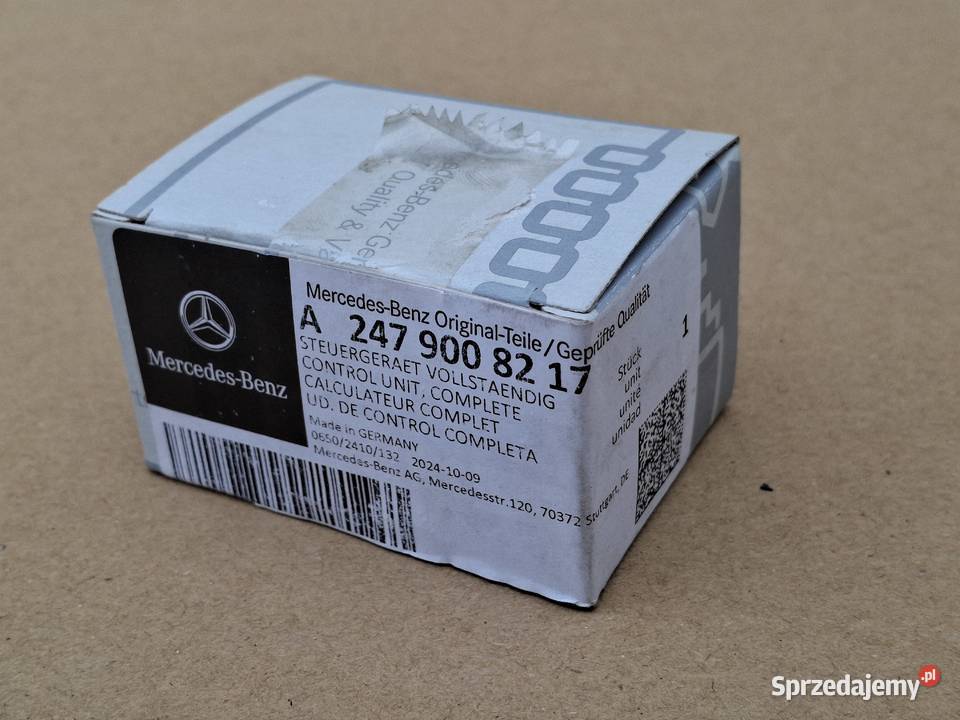 Quality &
Mercedes-Benz
Mercedes-Benz Original-Teile/Geprüfte Qualität
A 247 900 82 17
STEUERGERAET VOLLSTAENDIG
CONTROL UNIT, COMPLETE
CALCULATEUR COMPLET
UD. DE CONTROL COMPLETA
Made in GERMANY
0650/2410/132 2024-10-09
Mercedes-Benz AG, Mercedesstr.120, 70372 Stuttgart, DE
1
Stück
unit
unité
unidad
Sprzedajemy.pl